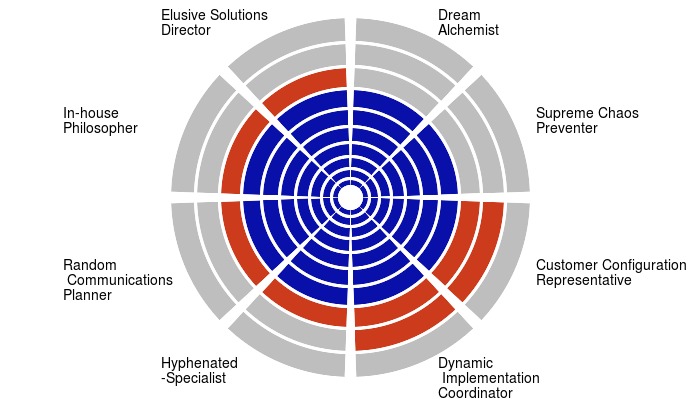 Elusive Solutions
Director
Dream
Alchemist
In-house
Philosopher
Supreme Chaos
Preventer
Random
Communications
Planner
Customer Configuration
Representative
Hyphenated
-Specialist
Dynamic
Implementation
Coordinator